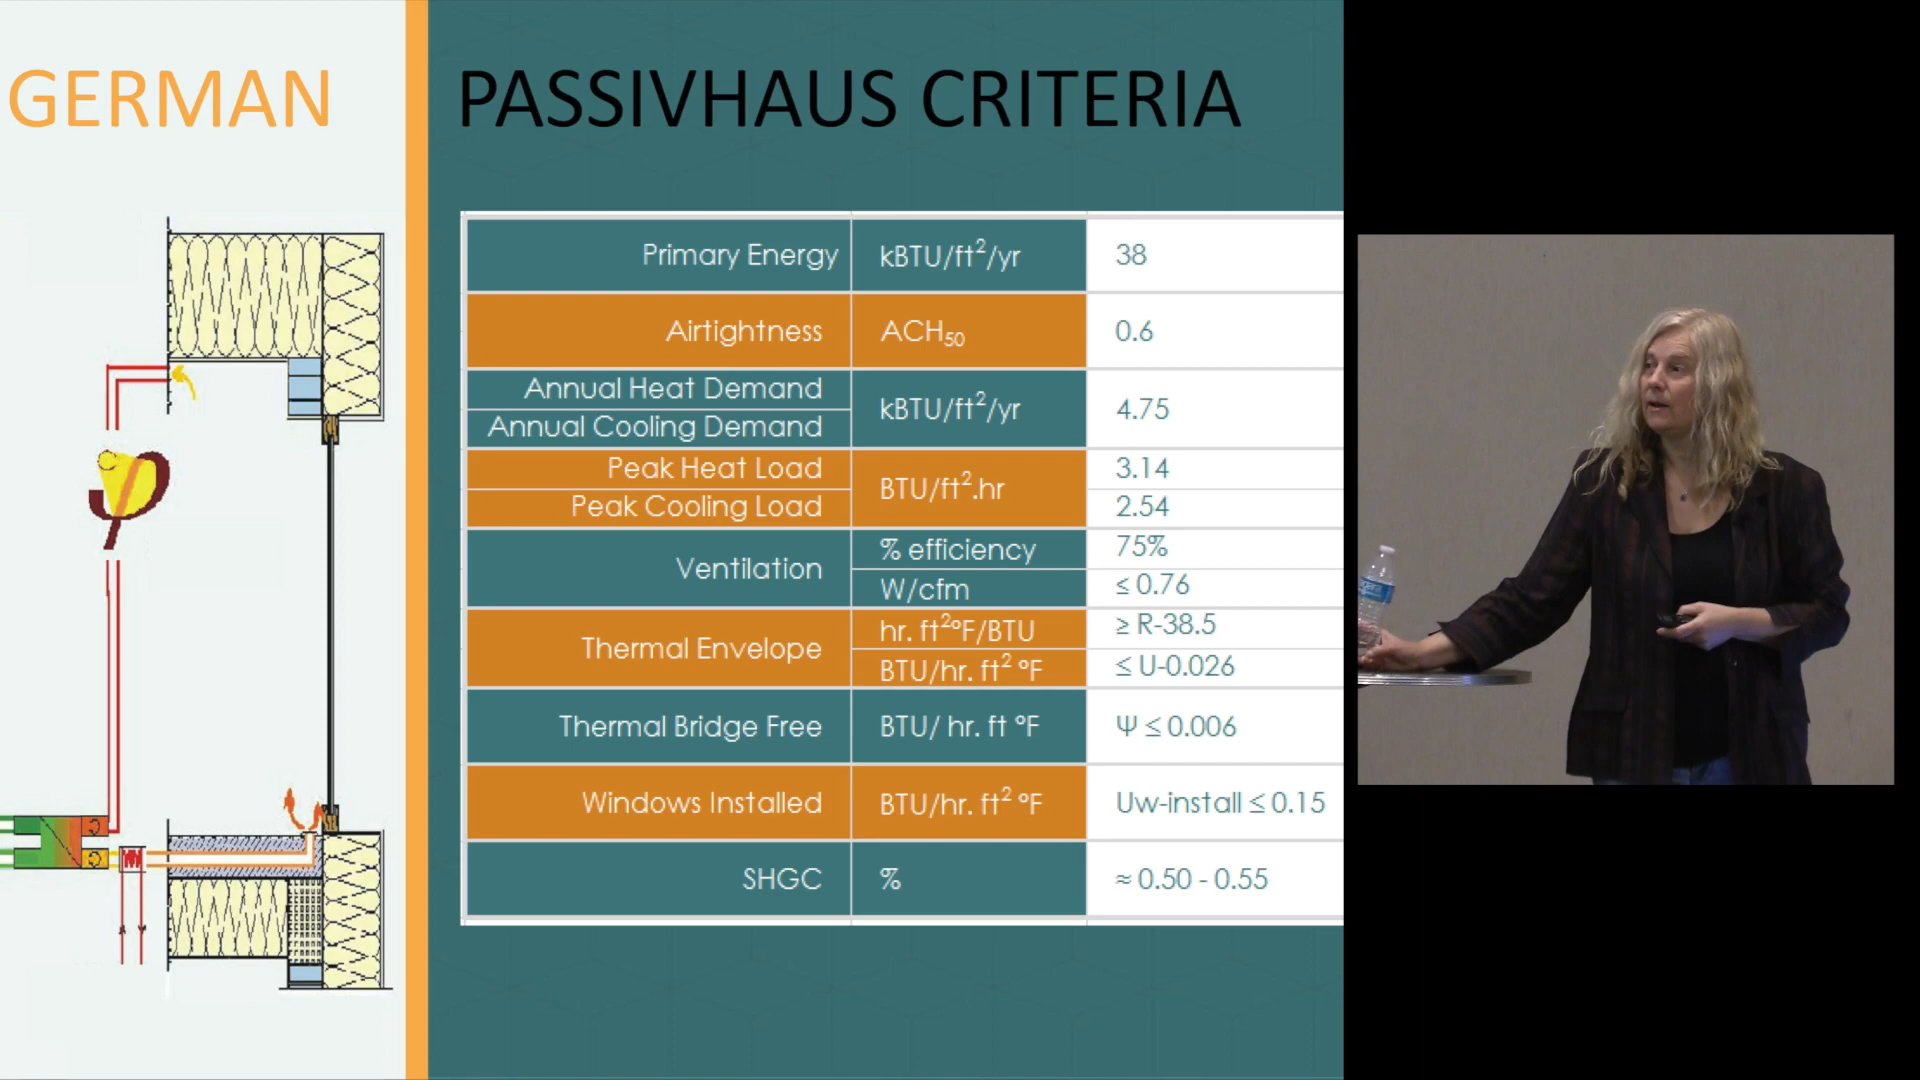 GERMAN PASSIVHAUS CRITERIA
Primary Energy kBTU/ft²/yr 38
Airtightness ACH₅₀ 0.6
Annual Heat Demand
Annual Cooling Demand
kBTU/ft²/yr 4.75
Peak Heat Load
Peak Cooling Load
BTU/ft².hr
3.14
2.54
Ventilation
% efficiency 75%
W/cfm ≤ 0.76
Thermal Envelope
hr. ft²°F/BTU ≥ R-38.5
BTU/hr. ft² °F ≤ U-0.026
Thermal Bridge Free BTU/ hr. ft °F Ψ ≤ 0.006
Windows Installed BTU/hr. ft² °F Uw-install ≤ 0.15
SHGC % ≈ 0.50 - 0.55